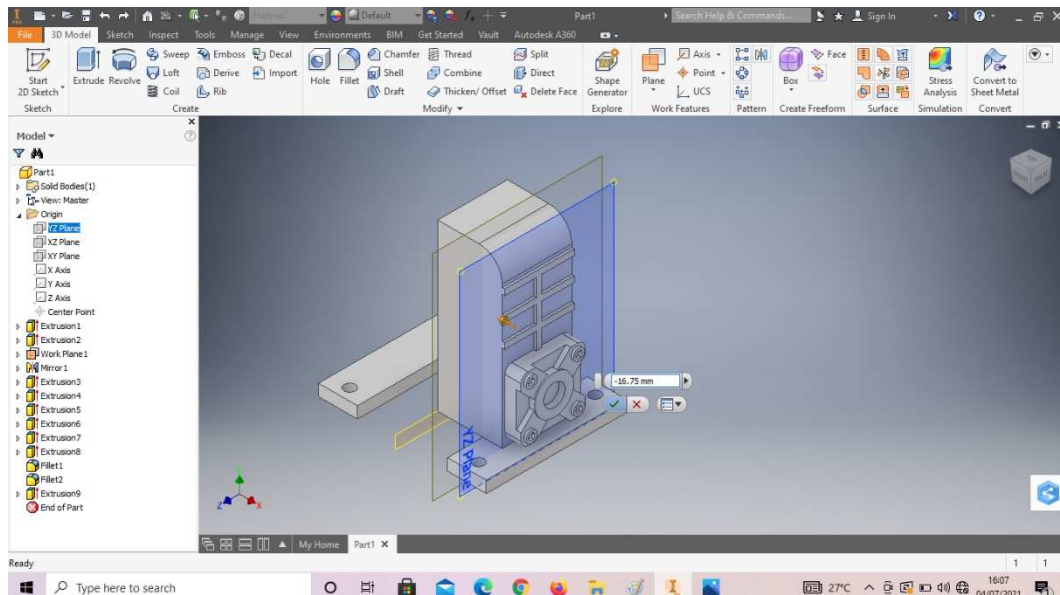 Material
Default
Part1
Search Help & Commands...
Sign In
File 3D Model Sketch Inspect Tools Manage View Environments BIM Get Started Vault Autodesk A360
Start 2D Sketch
Extrude
Revolve
Sweep
Loft
Coil
Emboss
Derive
Rib
Decal
Import
Hole
Fillet
Chamfer
Shell
Draft
Thread
Combine
Thicken/ Offset
Split
Direct
Delete Face
Shape Generator
Plane
Axis
Point
UCS
Box
Face
Stress Analysis
Convert to Sheet Metal
Sketch Create Modify Explore Work Features Pattern Create Freeform Surface Simulation Convert
Model
Part1
Solid Bodies(1)
View: Master
Origin
YZ Plane
XZ Plane
XY Plane
X Axis
Y Axis
Z Axis
Center Point
Extrusion1
Extrusion2
Work Plane1
Mirror1
Extrusion3
Extrusion4
Extrusion5
Extrusion6
Extrusion7
Extrusion8
Fillet1
Fillet2
Extrusion9
End of Part
-16.75 mm
YZ Plane
Y
Z
X
My Home Part1
Ready
1 1
Type here to search
27°C
16:07
04/07/2021